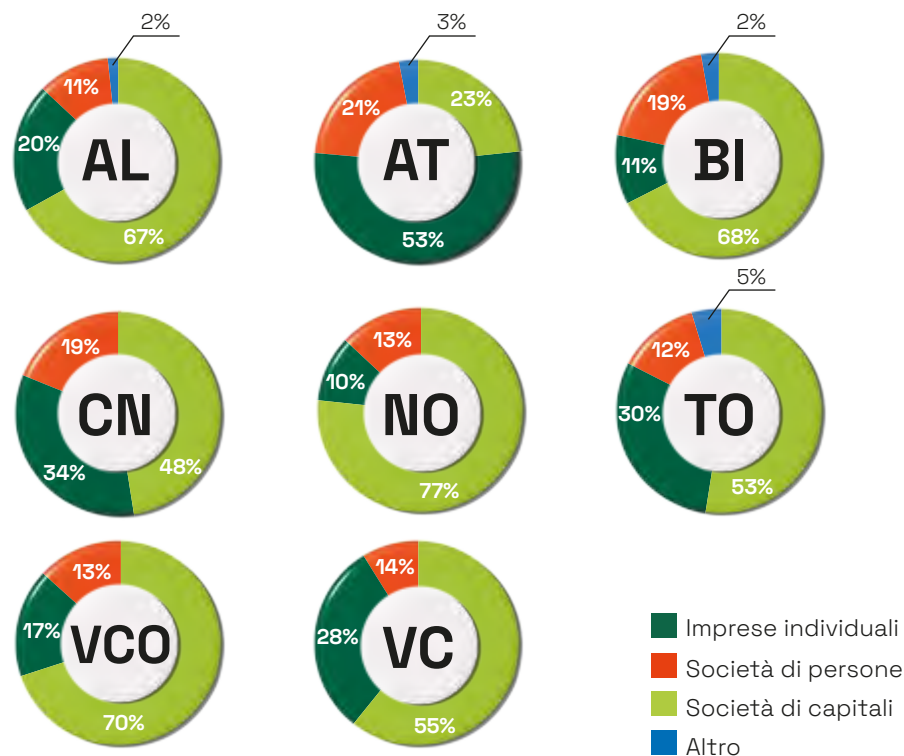 2%
3%
2%
11%
20%
AL
67%
21%
23%
AT
53%
19%
11%
BI
68%
5%
19%
CN
34%
48%
13%
10%
NO
77%
12%
30%
TO
53%
13%
17%
VCO
70%
14%
28%
VC
55%
Imprese individuali
Società di persone
Società di capitali
Altro